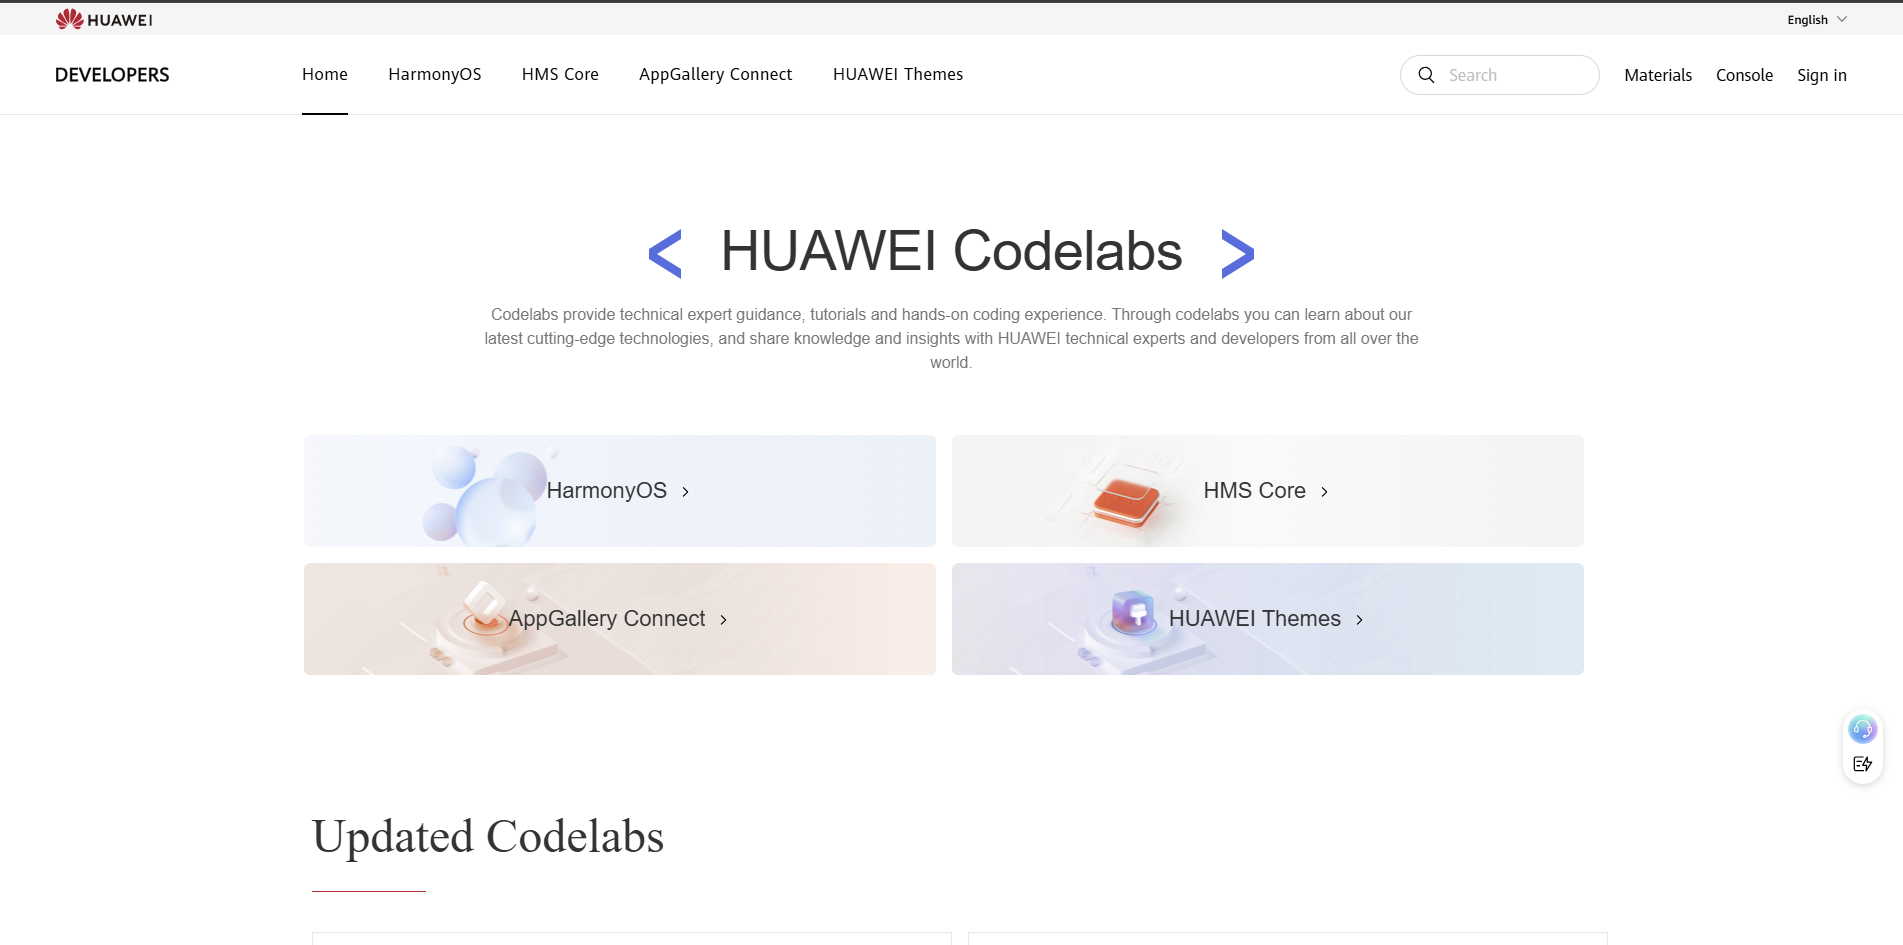 HUAWEI
English
DEVELOPERS
Home
HarmonyOS
HMS Core
AppGallery Connect
HUAWEI Themes
Search
Materials
Console
Sign in
< HUAWEI Codelabs >
Codelabs provide technical expert guidance, tutorials and hands-on coding experience. Through codelabs you can learn about our
latest cutting-edge technologies, and share knowledge and insights with HUAWEI technical experts and developers from all over the
world.
HarmonyOS
HMS Core
AppGallery Connect
HUAWEI Themes
Updated Codelabs